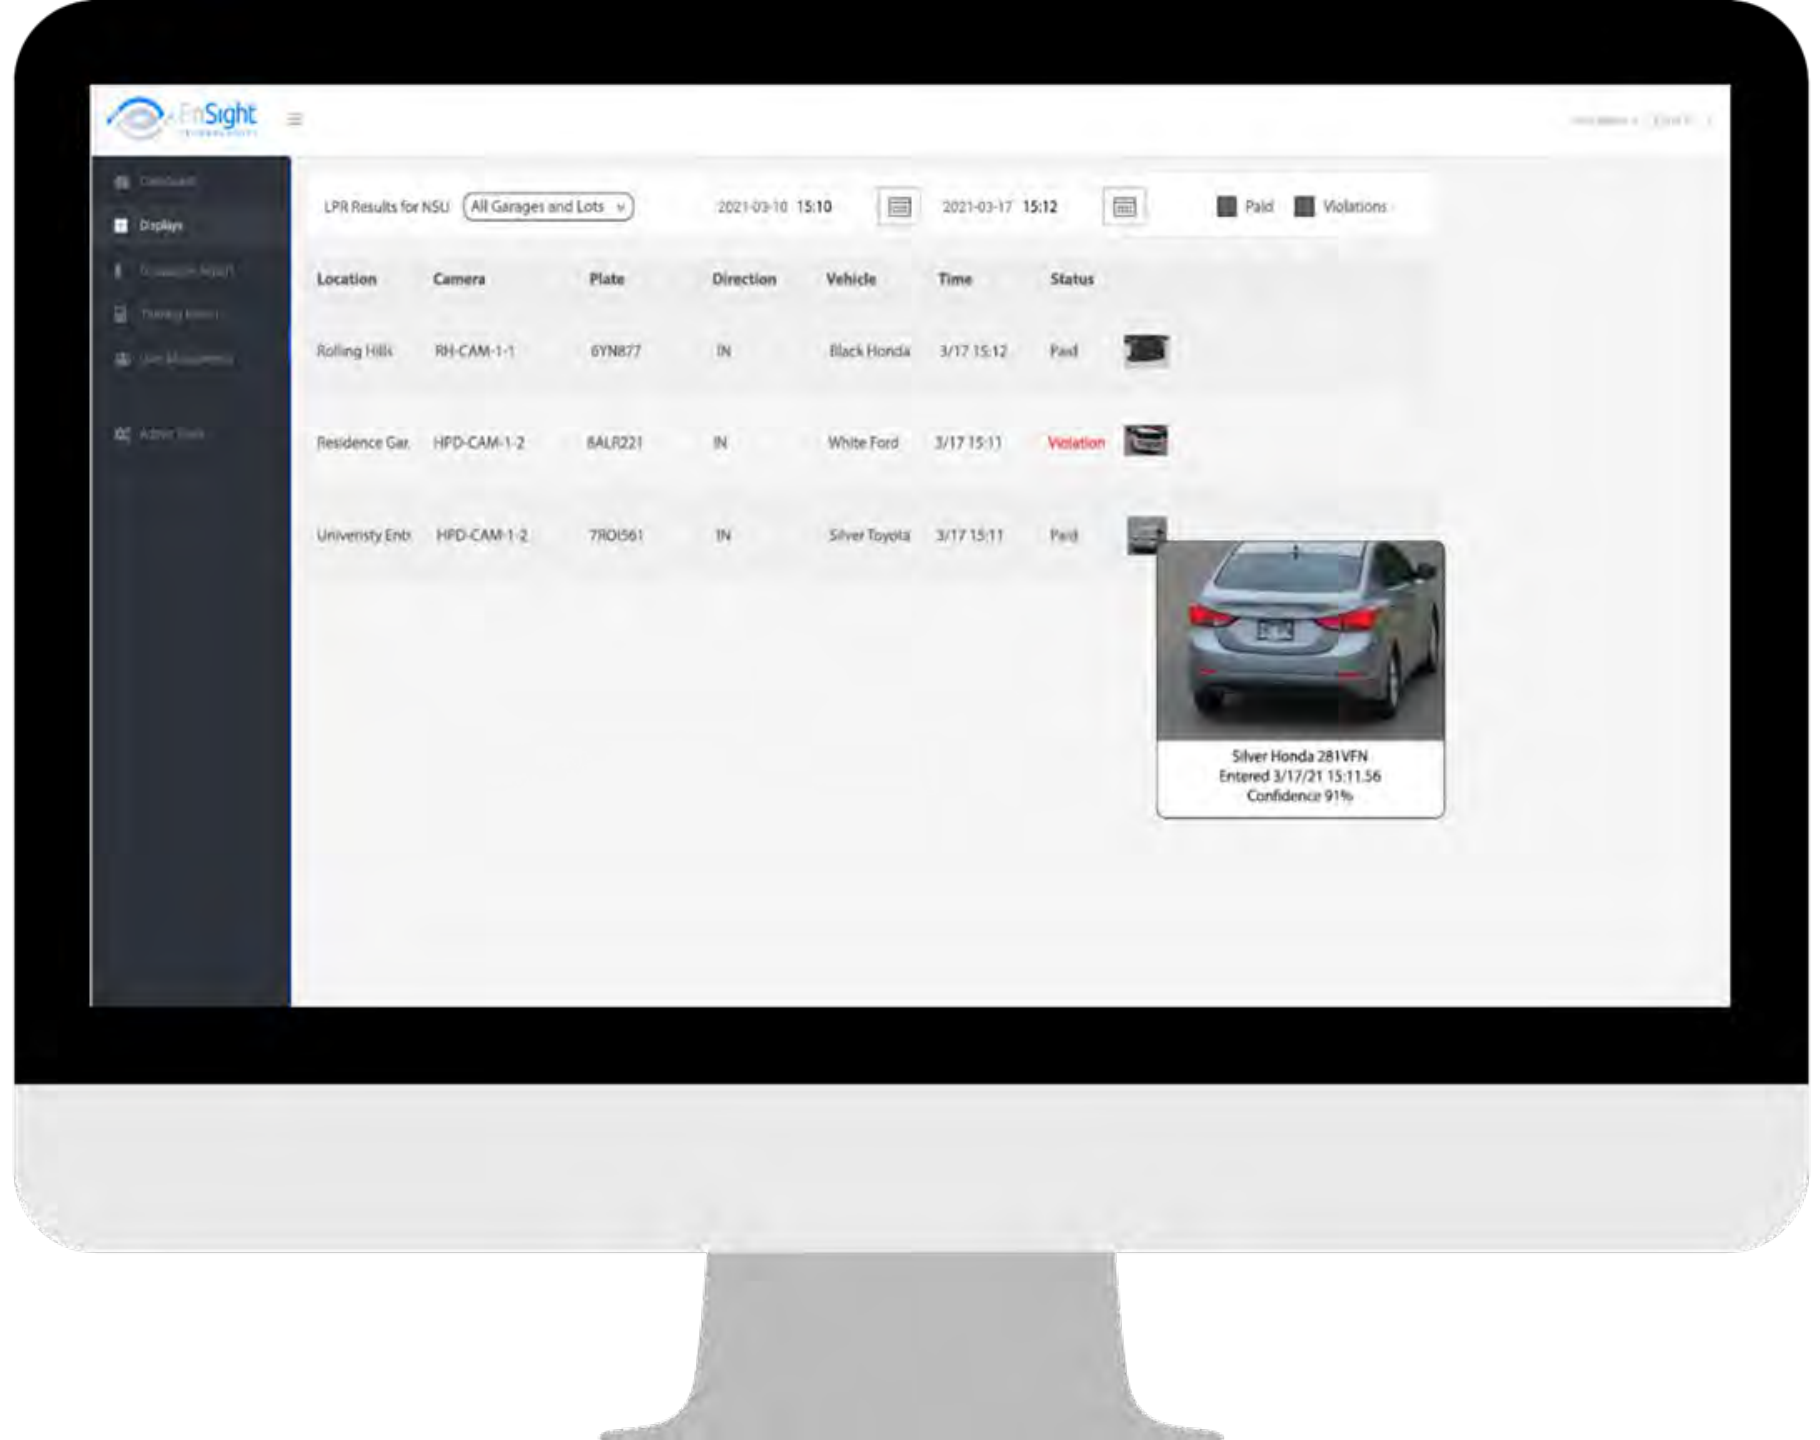 EnSight
Displays
LPR Results for NSU All Garages and Lots 2021-03-10 15:10 2021-03-17 15:12 Paid Violations
Location Camera Plate Direction Vehicle Time Status
Rolling Hills RH-CAM-1-1 6YN877 IN Black Honda 3/17 15:12 Paid
Residence Gar. HPD-CAM-1-2 8ALR221 IN White Ford 3/17 15:11 Violation
Univeristy Entr HPD-CAM-1-2 7ROI561 IN Silver Toyota 3/17 15:11 Paid
Silver Honda 281VFN
Entered 3/17/21 15:11.56
Confidence 91%